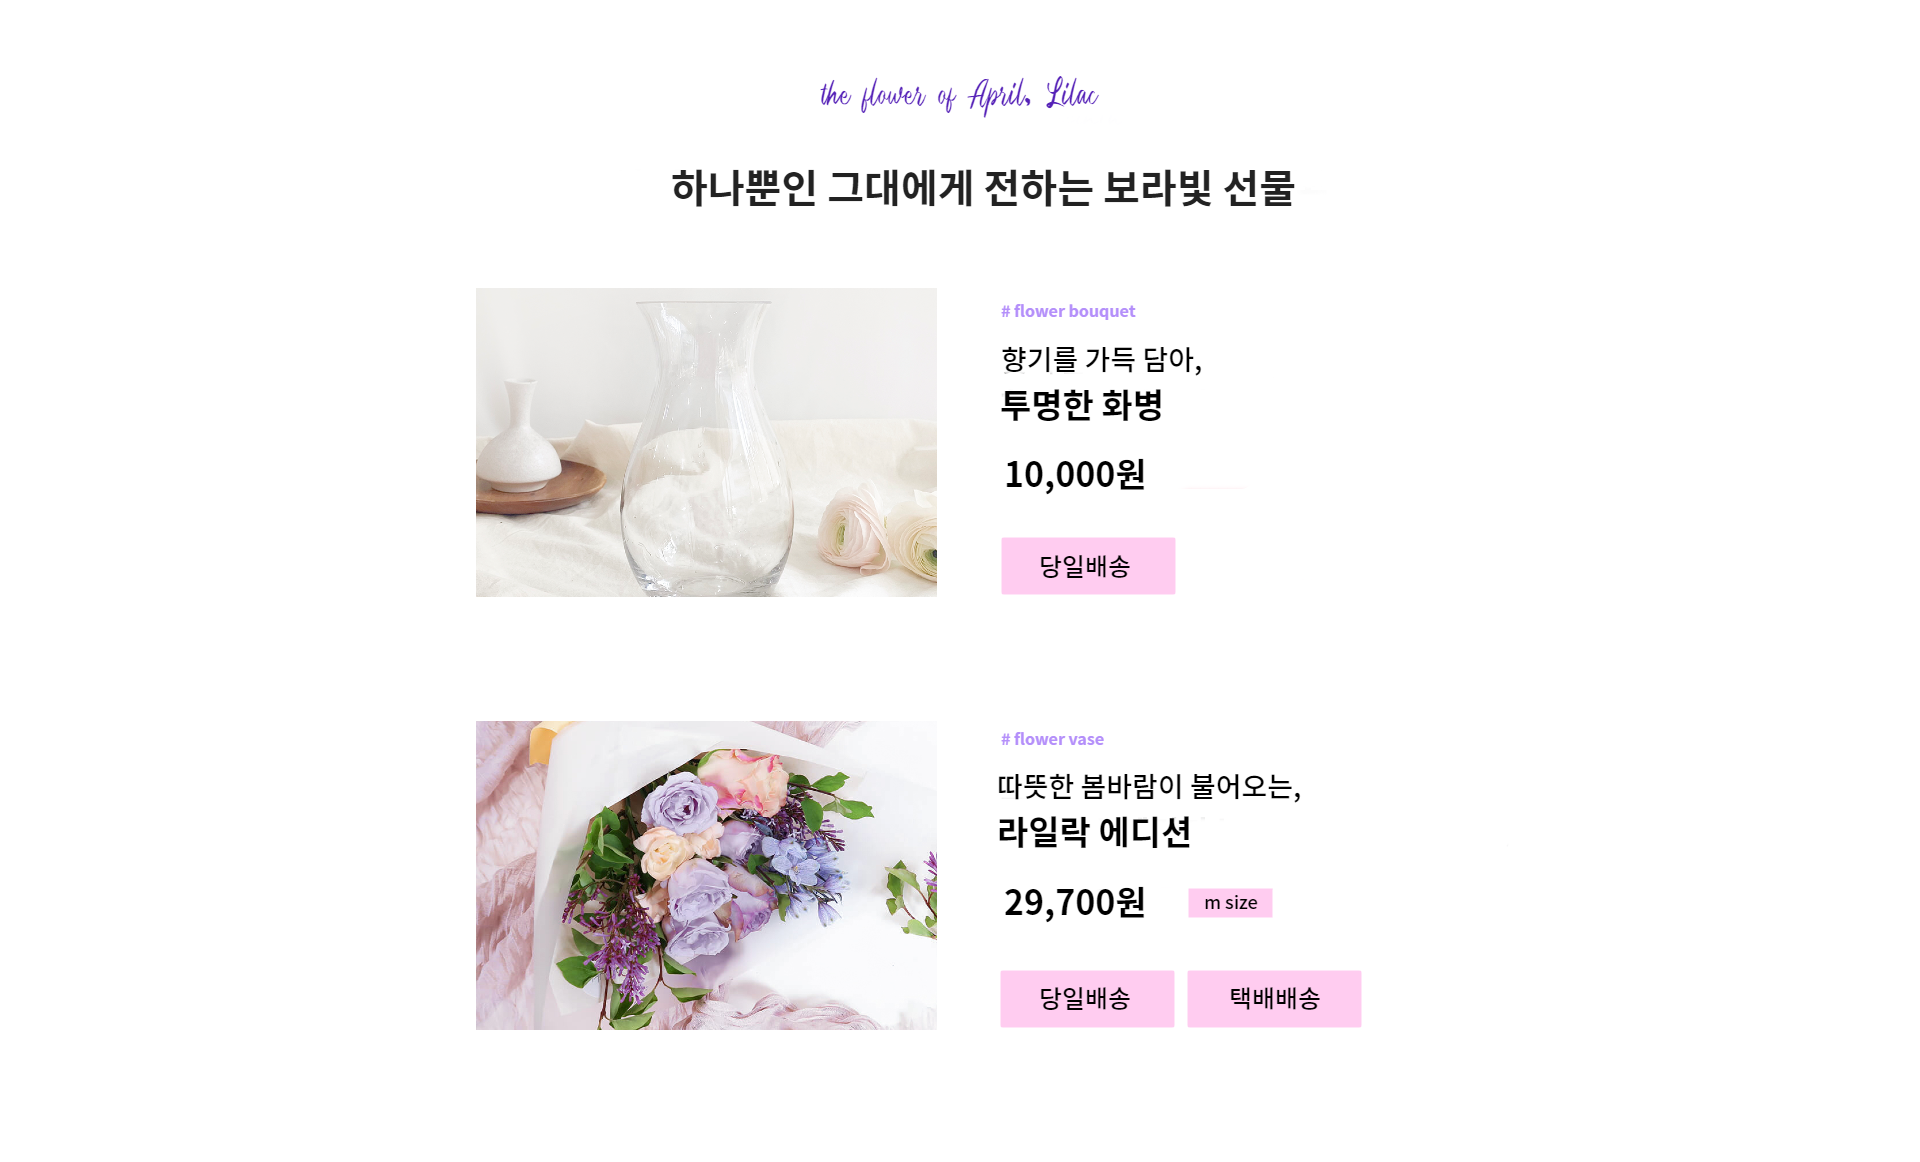 the flower of April, Lilac
하나뿐인 그대에게 전하는 보라빛 선물
# flower bouquet
향기를 가득 담아,
투명한 화병
10,000원
당일배송
# flower vase
따뜻한 봄바람이 불어오는,
라일락 에디션
29,700원 m size
당일배송 택배배송